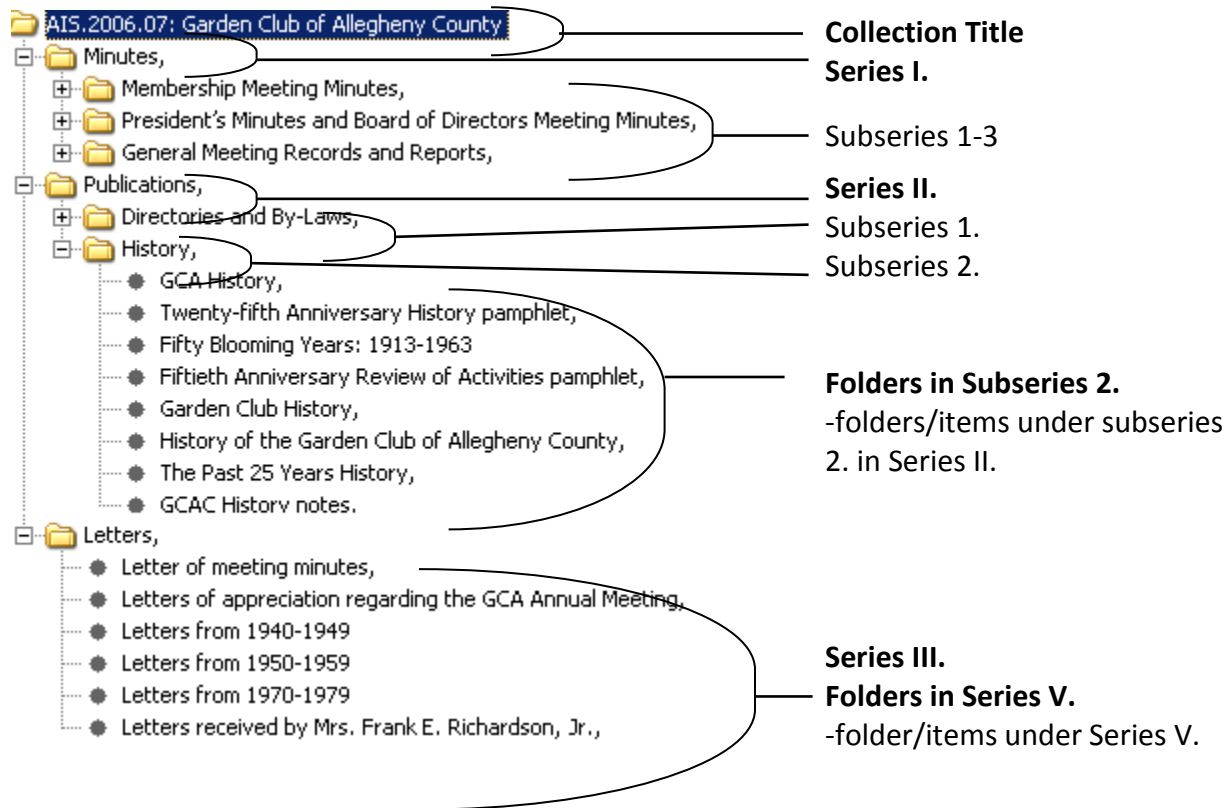 AIS.2006.07: Garden Club of Allegheny County
Collection Title
Minutes,
Series I.
Membership Meeting Minutes,
President's Minutes and Board of Directors Meeting Minutes,
Subseries 1-3
General Meeting Records and Reports,
Publications,
Series II.
Directories and By-Laws,
Subseries 1.
History,
Subseries 2.
GCA History,
Twenty-fifth Anniversary History pamphlet,
Fifty Blooming Years: 1913-1963
Fiftieth Anniversary Review of Activities pamphlet,
Folders in Subseries 2.
Garden Club History,
-folders/items under subseries
History of the Garden Club of Allegheny County,
2. in Series II.
The Past 25 Years History,
GCAC History notes.
Letters,
Letter of meeting minutes,
Letters of appreciation regarding the GCA Annual Meeting,
Letters from 1940-1949
Letters from 1950-1959
Series III.
Letters from 1970-1979
Folders in Series V.
Letters received by Mrs. Frank E. Richardson, Jr.,
-folder/items under Series V.